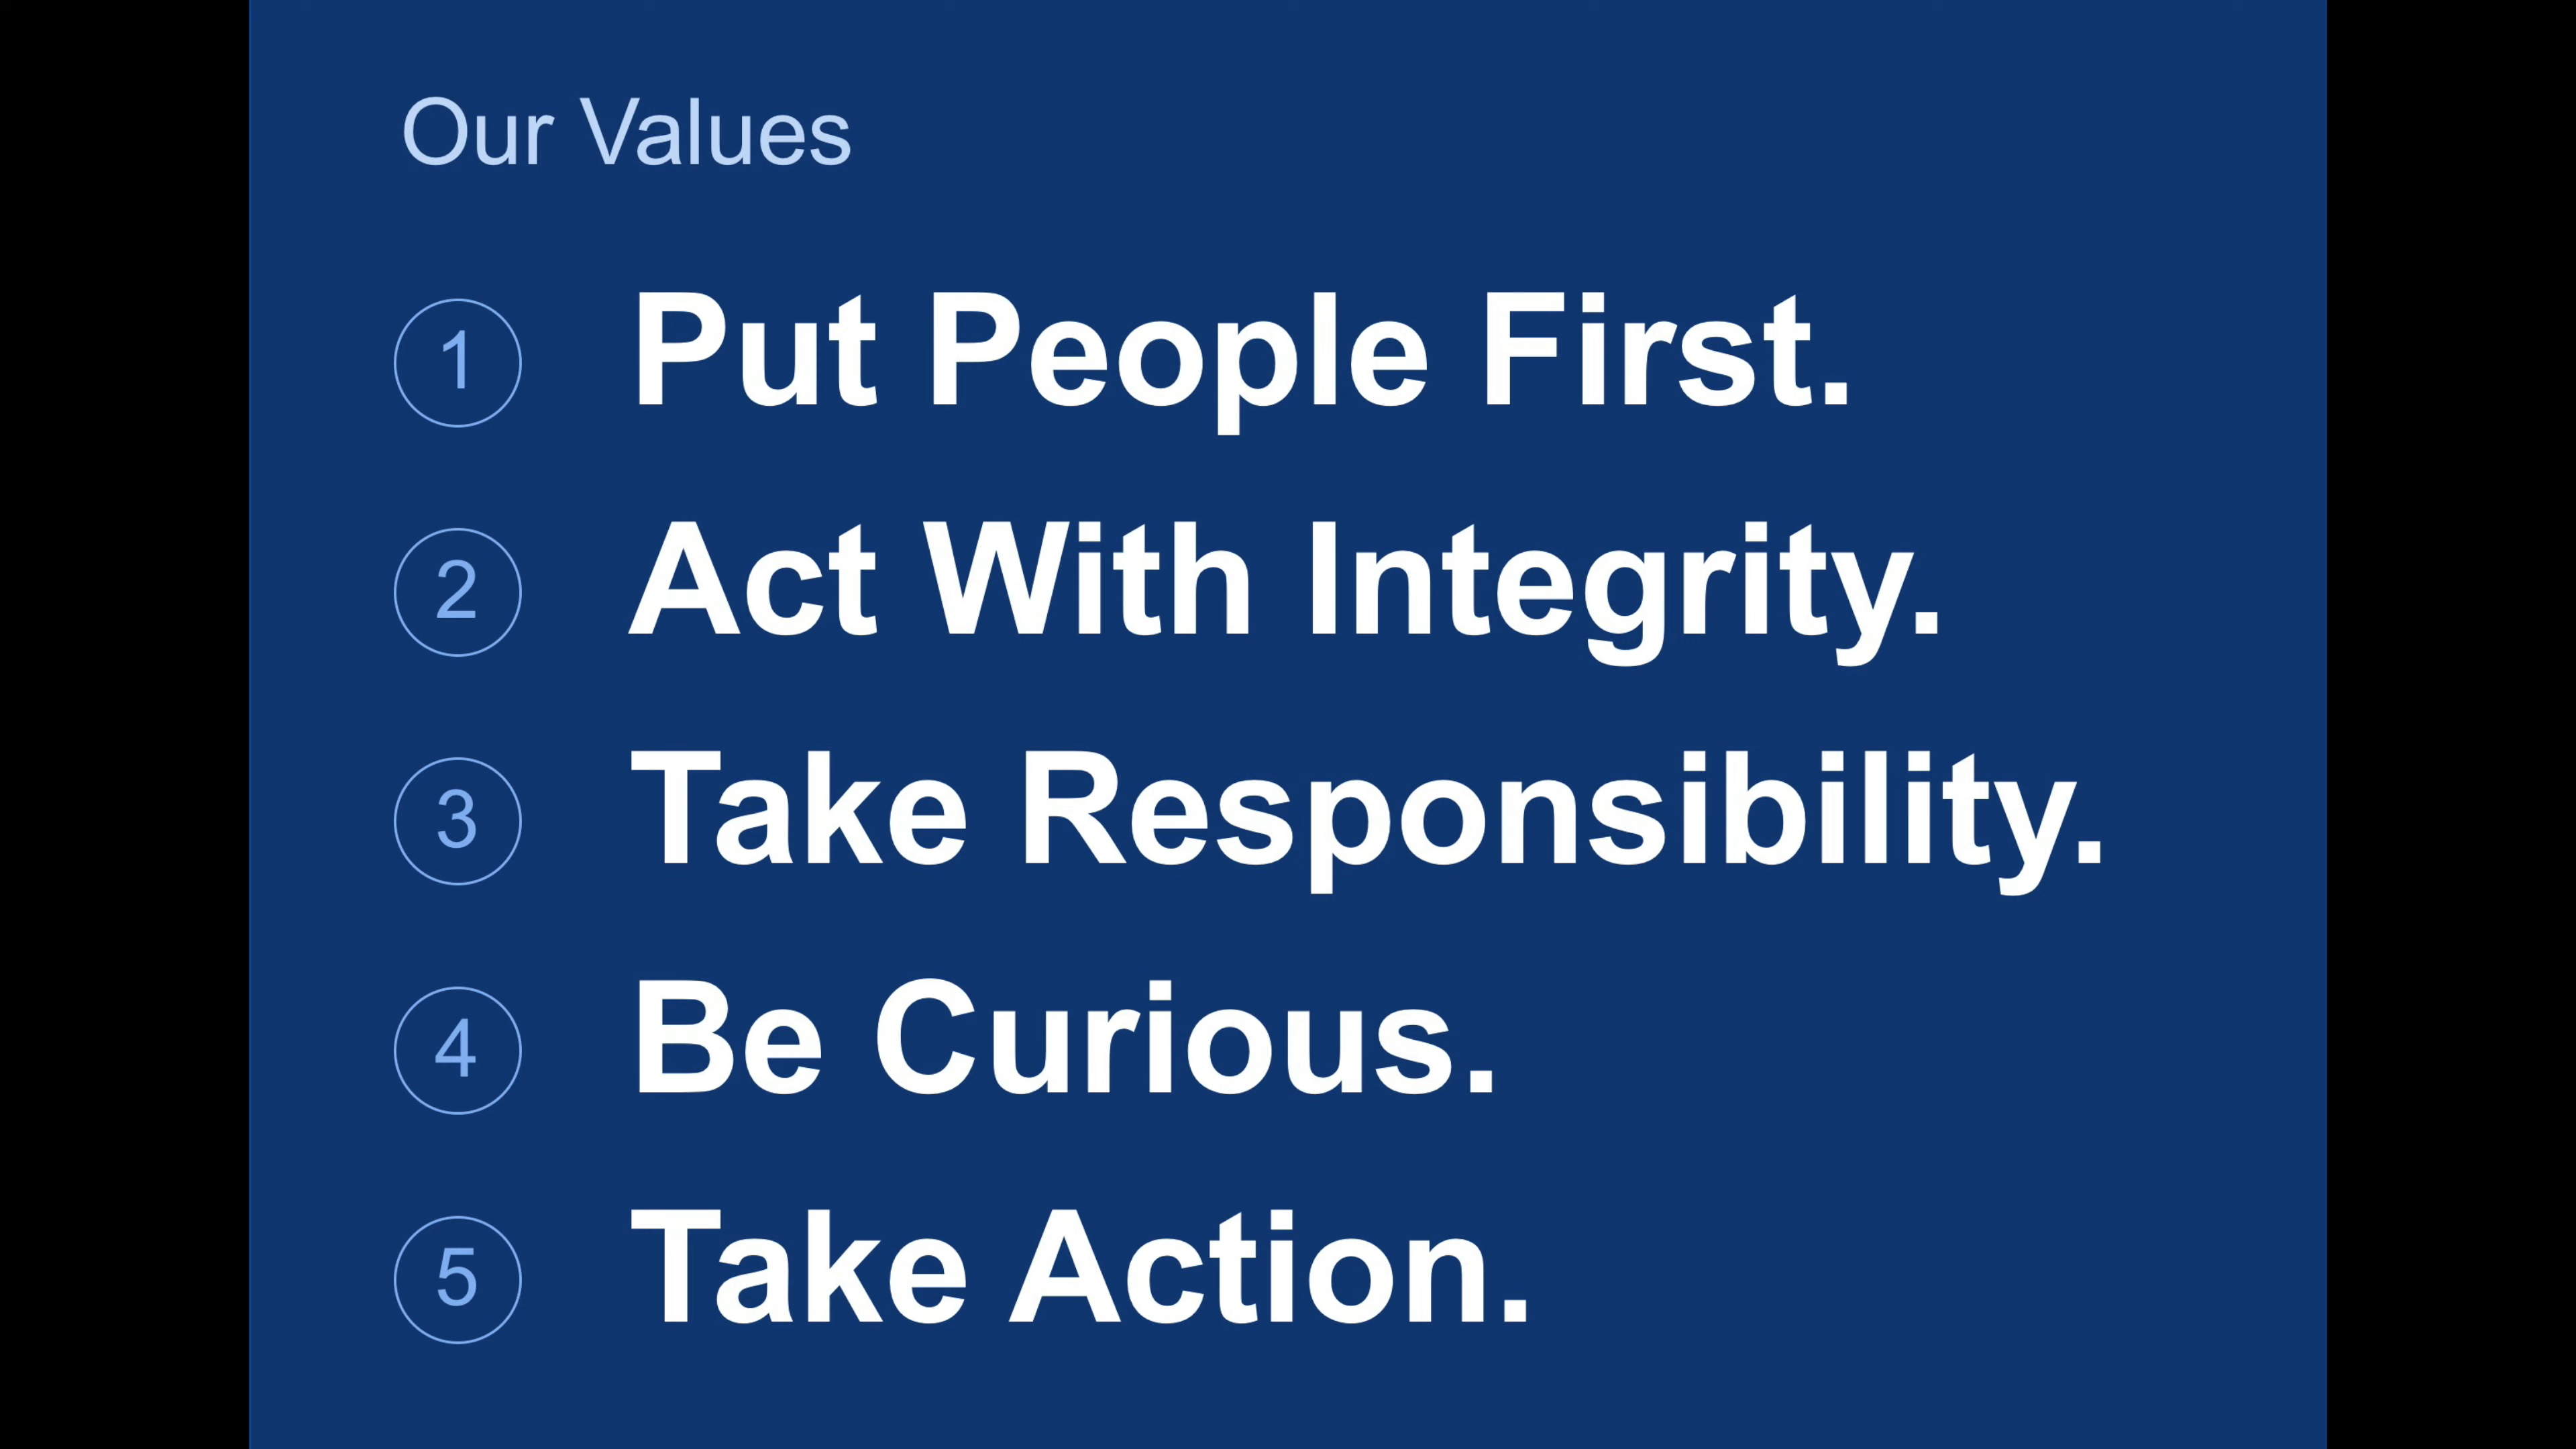 Our Values
1 Put People First.
2 Act With Integrity.
3 Take Responsibility.
4 Be Curious.
5 Take Action.